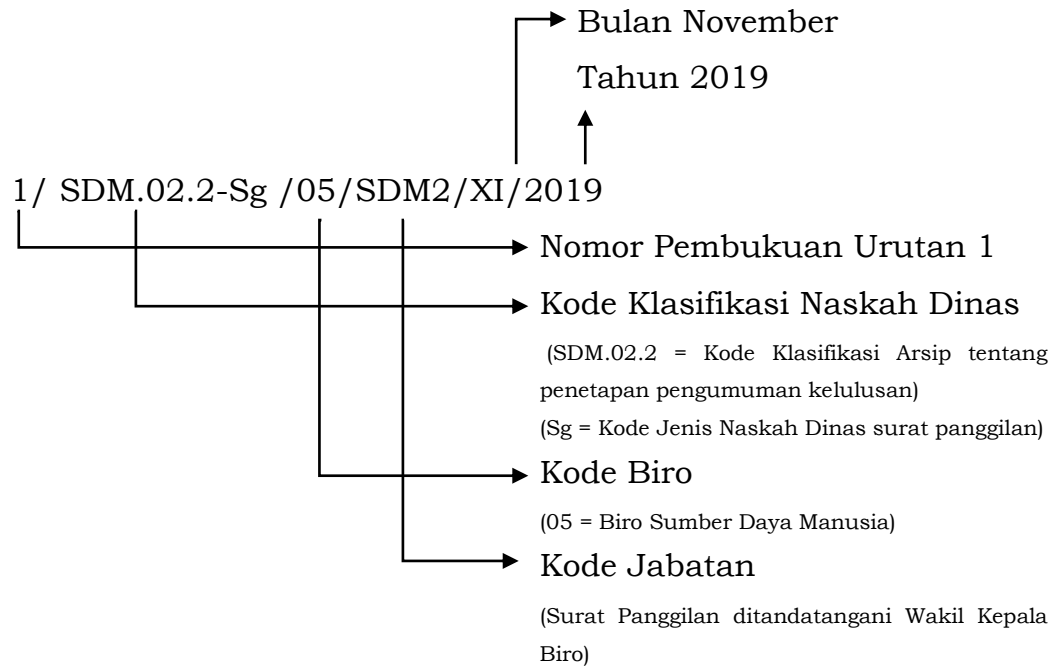 Bulan November
Tahun 2019
1/ SDM.02.2-Sg /05/SDM2/XI/2019
Nomor Pembukuan Urutan 1
Kode Klasifikasi Naskah Dinas
(SDM.02.2 = Kode Klasifikasi Arsip tentang
penetapan pengumuman kelulusan)
(Sg = Kode Jenis Naskah Dinas surat panggilan)
Kode Biro
(05 = Biro Sumber Daya Manusia)
Kode Jabatan
(Surat Panggilan ditandatangani Wakil Kepala
Biro)